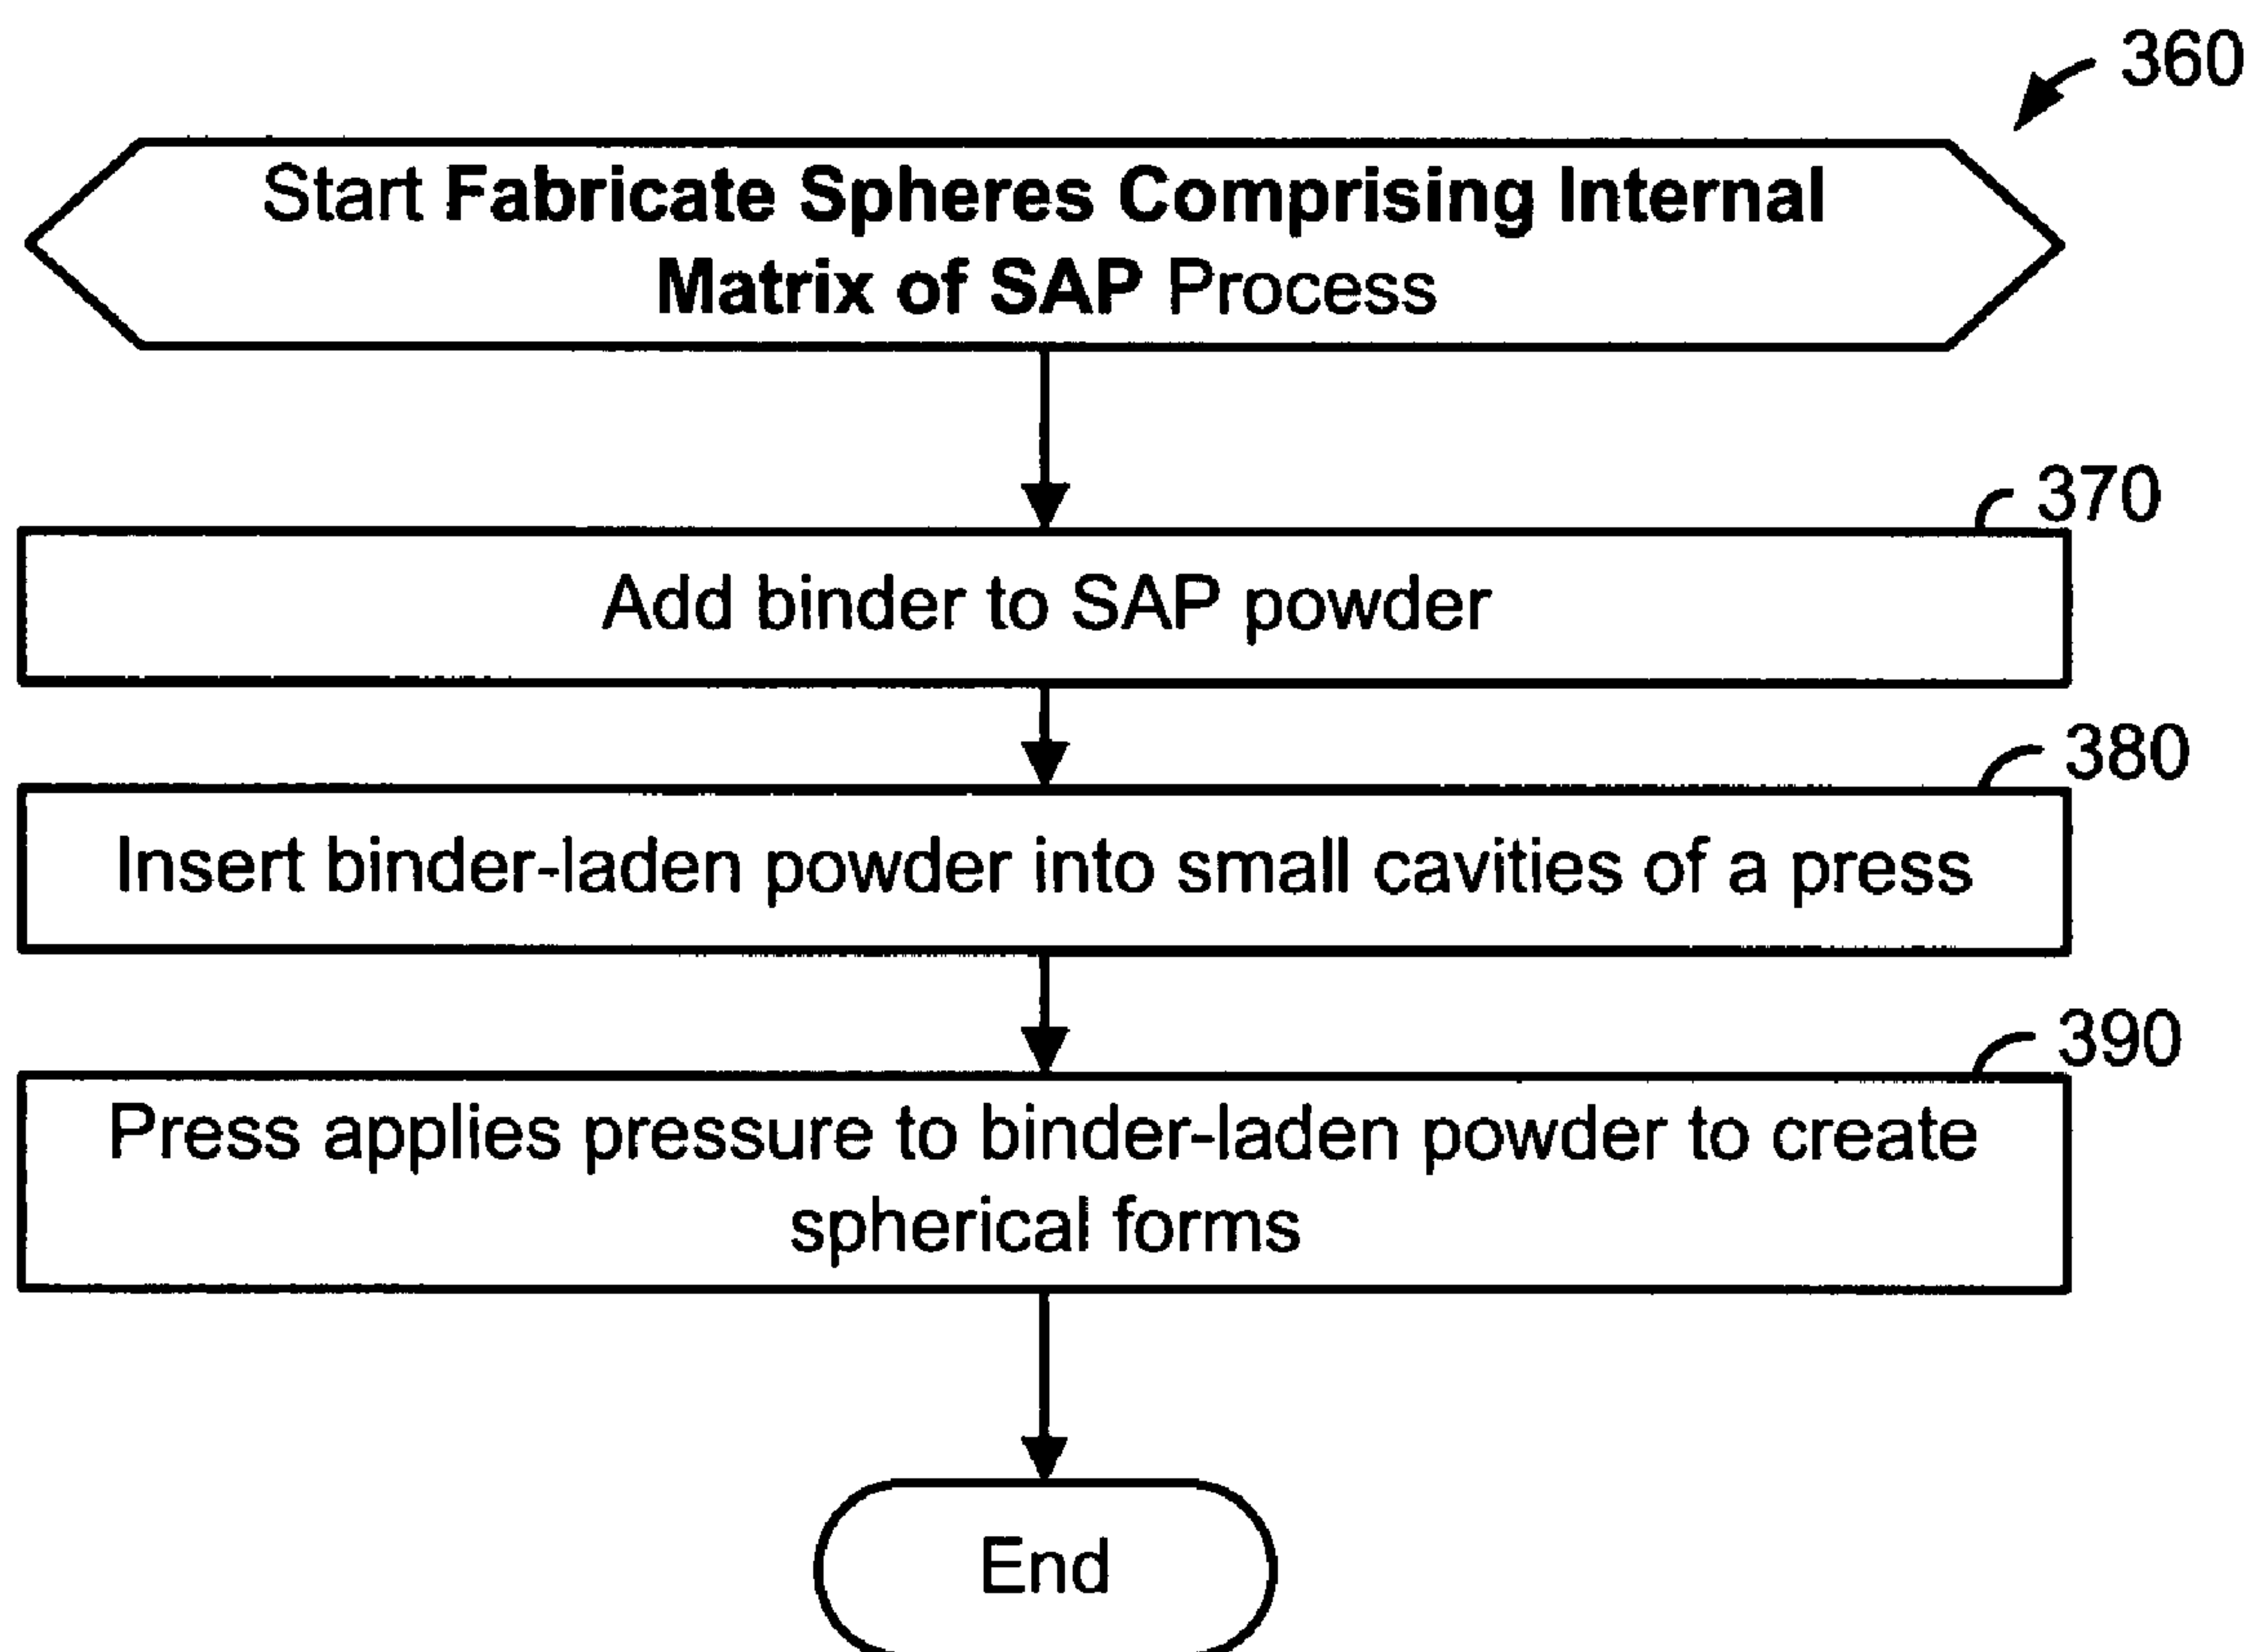 360
Start Fabricate Spheres Comprising Internal
Matrix of SAP Process
370
Add binder to SAP powder
380
Insert binder-laden powder into small cavities of a press
390
Press applies pressure to binder-laden powder to create
spherical forms
End